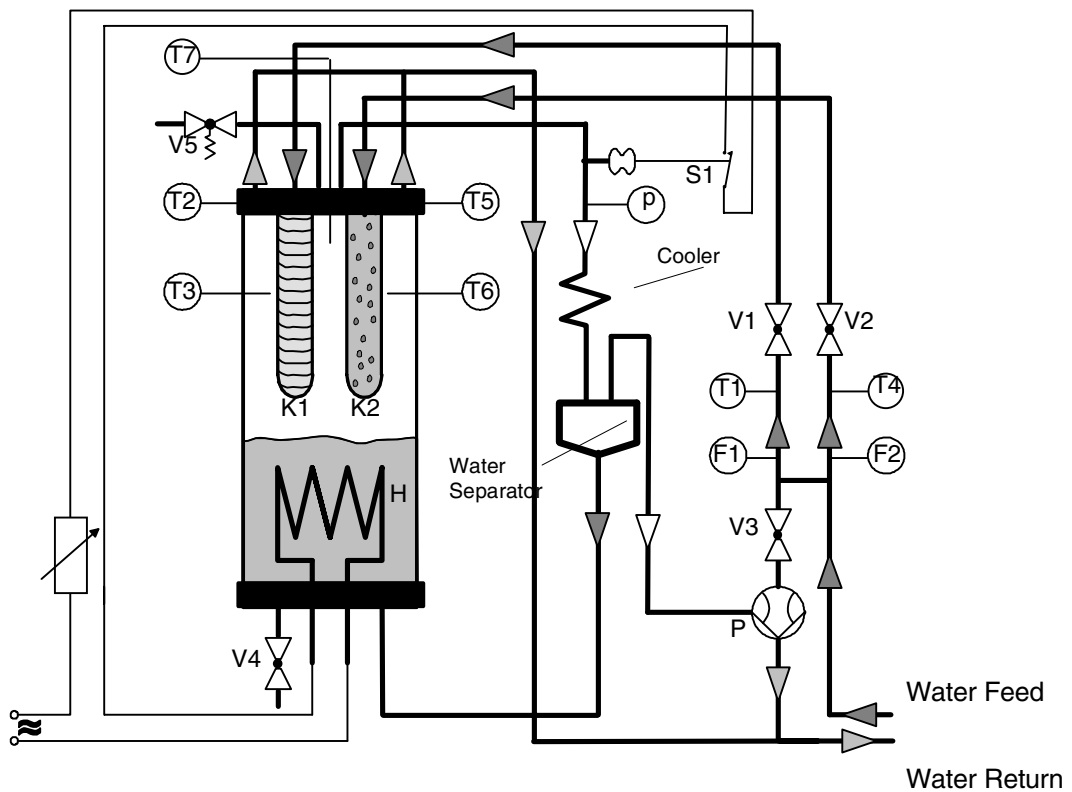 T7
V5
T2
T5
S1
p
Cooler
T3
T6
V1
V2
K1
K2
T1
T4
F1
F2
Water
Separator
H
V3
P
V4
Water Feed
≈
Water Return